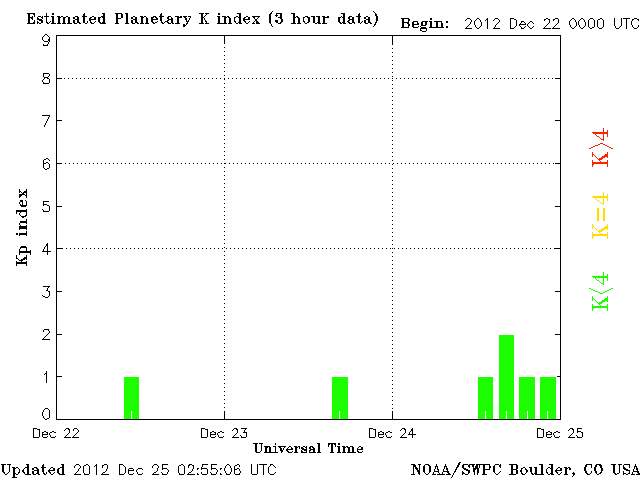 Estimated Planetary K index (3 hour data) Begin: 2012 Dec 22 0000 UTC
9
8
7
6
5
4
3
2
1
0
Kp index
K>4
K=4
K<4
Dec 22 Dec 23 Dec 24 Dec 25
Universal Time
Updated 2012 Dec 25 02:55:06 UTC NOAA/SWPC Boulder, CO USA